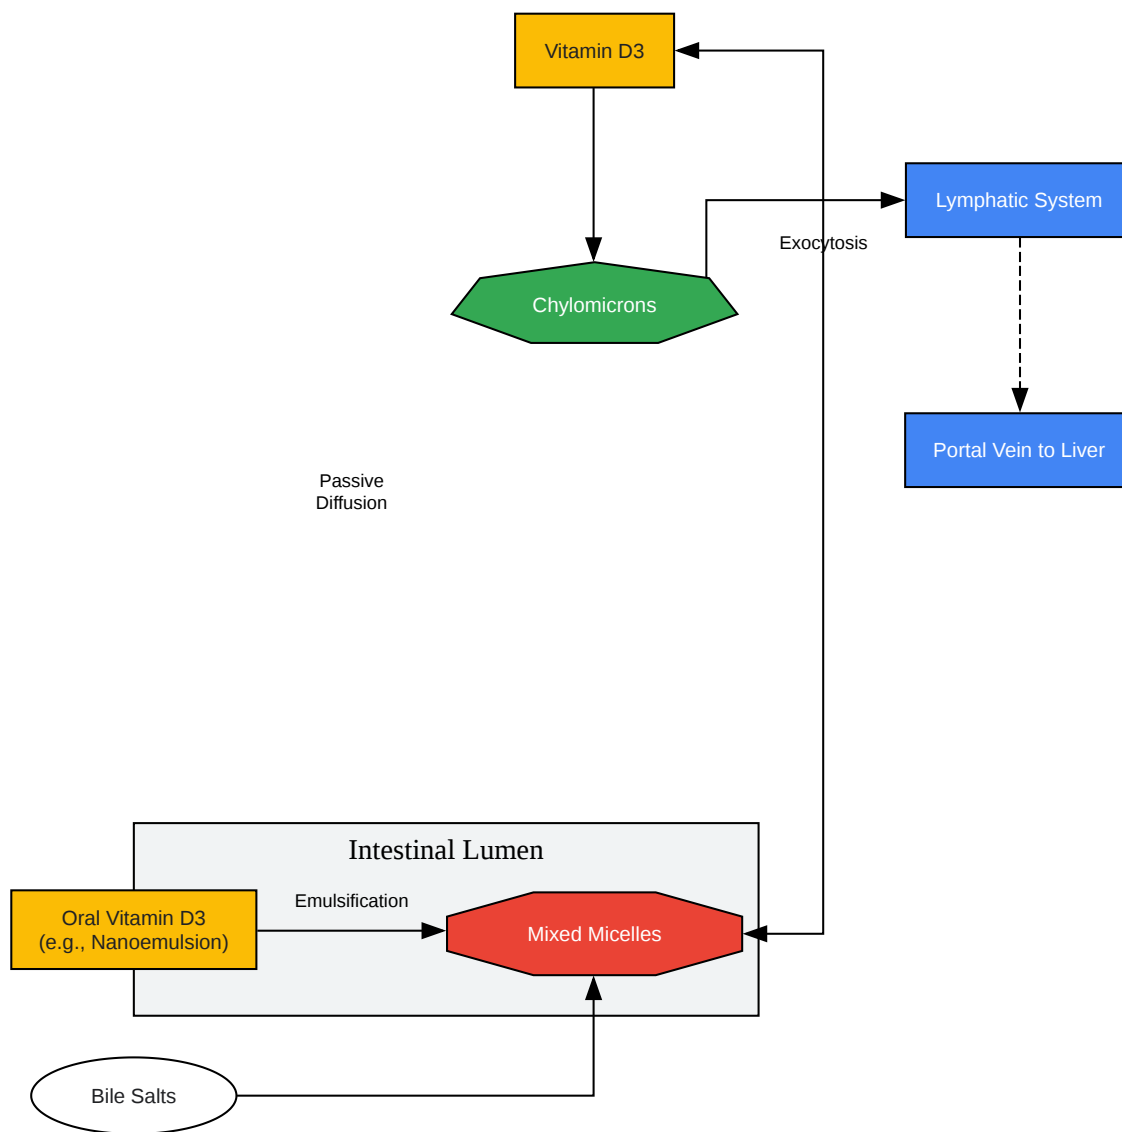 Vitamin D3
Lymphatic System
Exocytosis
Chylomicrons
Portal Vein to Liver
Passive
Diffusion
Intestinal Lumen
Emulsification
Oral Vitamin D3
(e.g., Nanoemulsion)
Mixed Micelles
Bile Salts